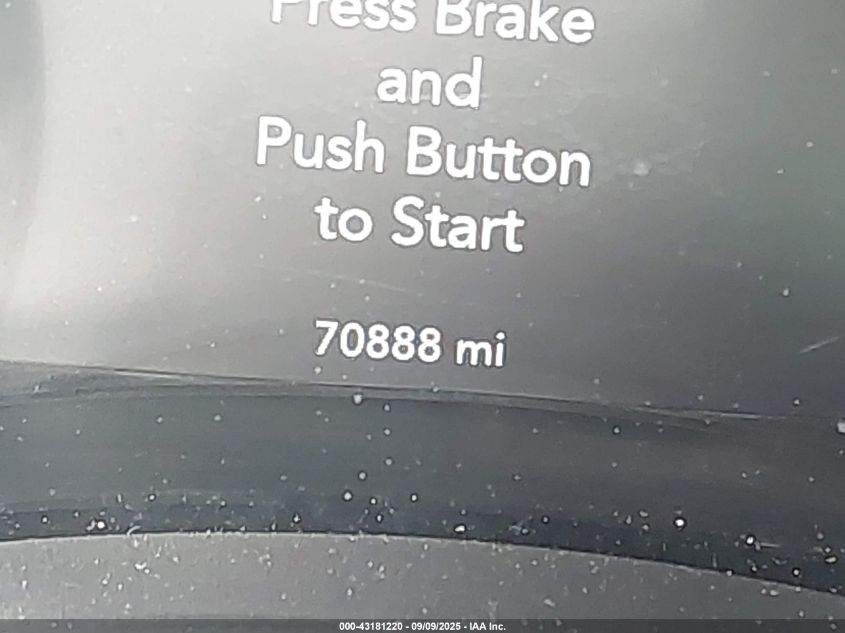 Press Brake
and
Push Button
to Start
70888 mi
000-43181220 - 09/09/2025 - IAA Inc.